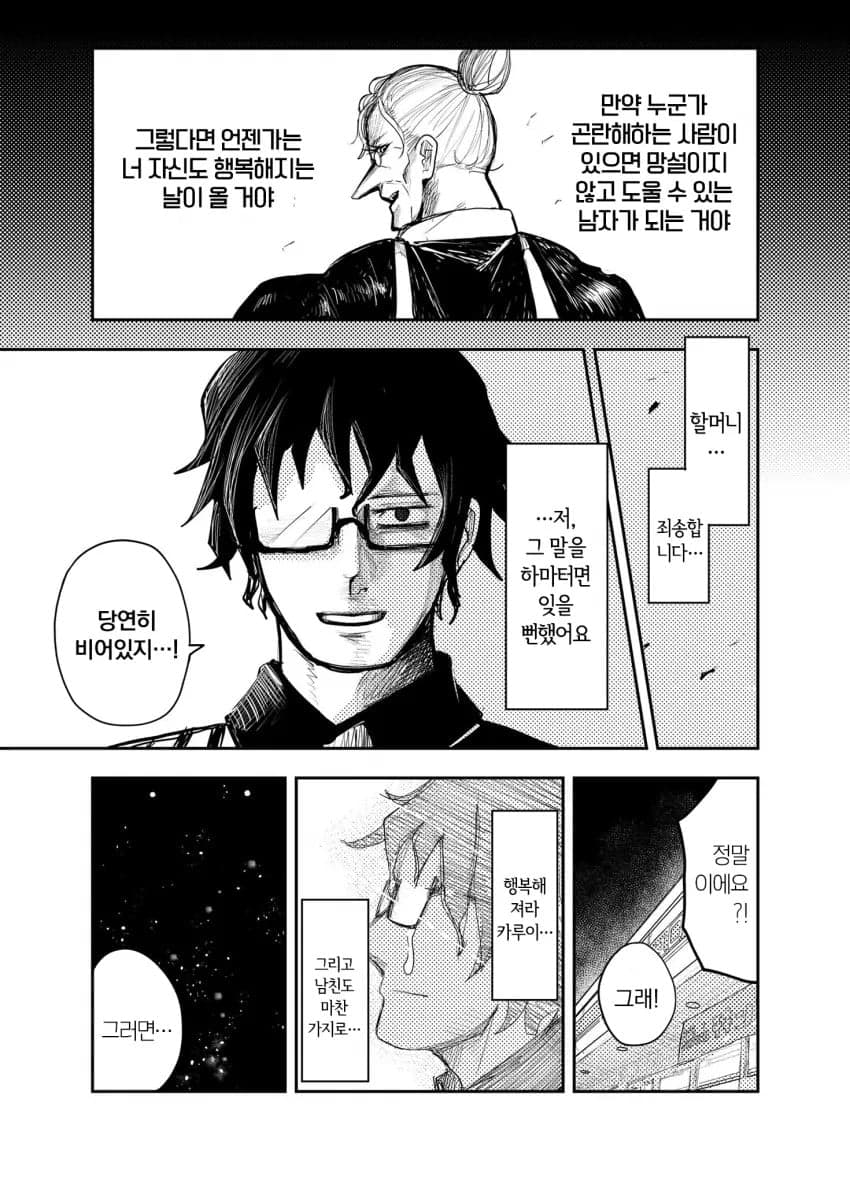 만약 누군가
곤란해하는 사람이
있으면 망설이지
않고 도울 수 있는
남자가 되는 거야
그렇다면 언젠가는
너 자신도 행복해지는
날이 올 거야
할머니
…
죄송합
니다…
…저,
그 말을
하마터면
잊을
뻔했어요
당연히
비어있지…!
정말
이에요
?!
그래!
행복해
져라
카루이…
그리고
남친도
마찬
가지로…
그러면…